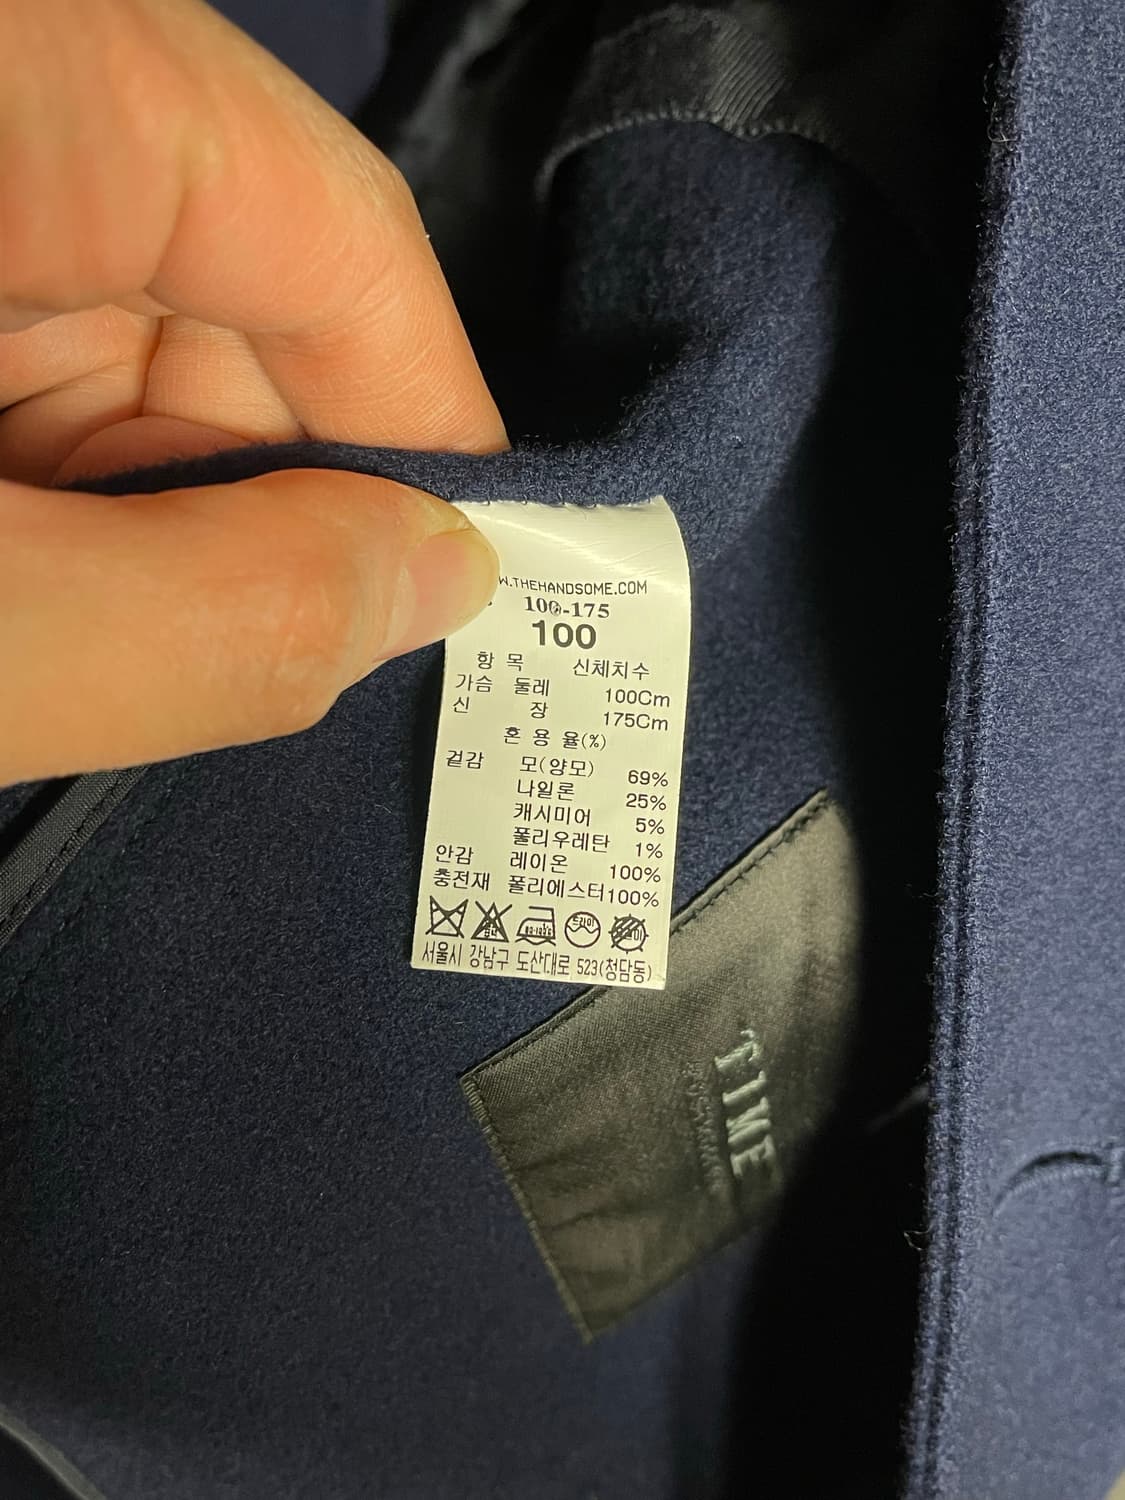 W.THEHANDSOME.COM
100-175
100
항 목 신체치수
가슴 둘레 100Cm
신 장 175Cm
혼 용 율(%)
겉감 모(양모) 69%
나일론 25%
캐시미어 5%
폴리우레탄 1%
안감 레이온 100%
충전재 폴리에스터100%
드라이
서울시 강남구 도산대로 523(청담동)
TIME